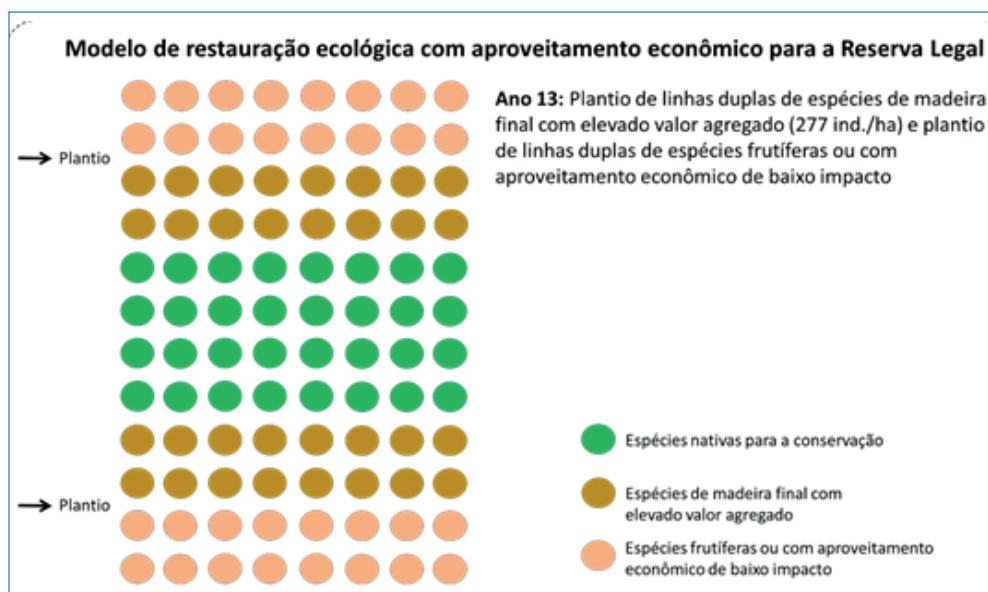 Modelo de restauração ecológica com aproveitamento econômico para a Reserva Legal
Ano 13: Plantio de linhas duplas de espécies de madeira
final com elevado valor agregado (277 ind./ha) e plantio
de linhas duplas de espécies frutíferas ou com
aproveitamento econômico de baixo impacto
Plantio
Plantio
Espécies nativas para a conservação
Espécies de madeira final com
elevado valor agregado
Espécies frutíferas ou com aproveitamento
econômico de baixo impacto